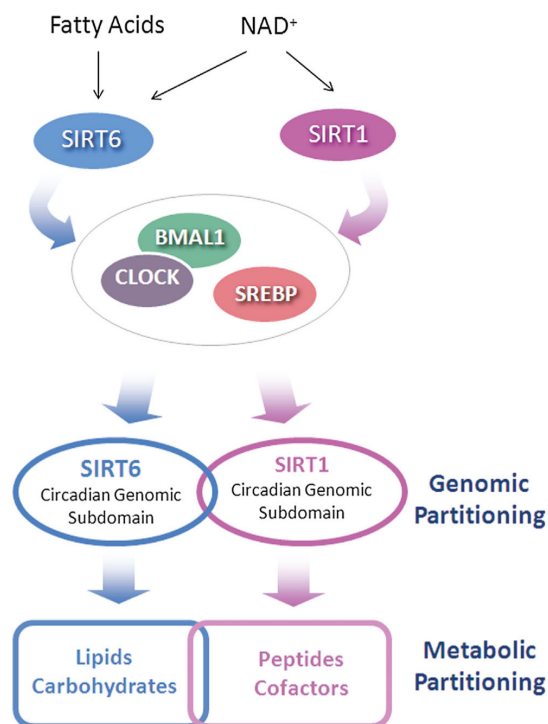 Fatty Acids
NAD⁺
SIRT6
SIRT1
BMAL1
CLOCK
SREBP
SIRT6
Circadian Genomic
Subdomain
SIRT1
Circadian Genomic
Subdomain
Genomic
Partitioning
Lipids
Carbohydrates
Peptides
Cofactors
Metabolic
Partitioning